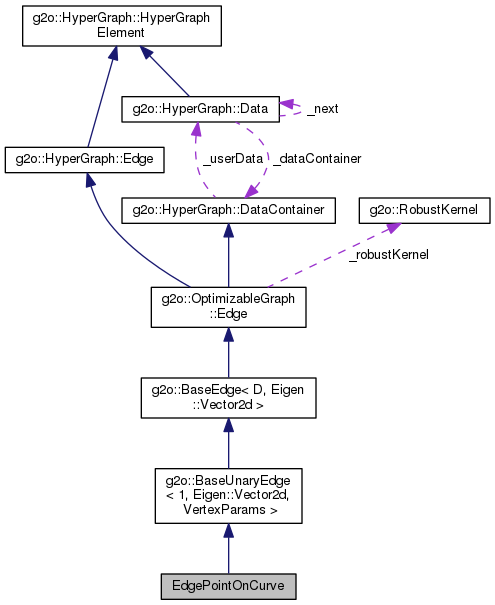 g2o::HyperGraph::HyperGraph
Element
g2o::HyperGraph::Data
_next
g2o::HyperGraph::Edge
_userData
_dataContainer
g2o::HyperGraph::DataContainer
g2o::RobustKernel
_robustKernel
g2o::OptimizableGraph
::Edge
g2o::BaseEdge< D, Eigen
::Vector2d >
g2o::BaseUnaryEdge
< 1, Eigen::Vector2d,
VertexParams >
EdgePointOnCurve